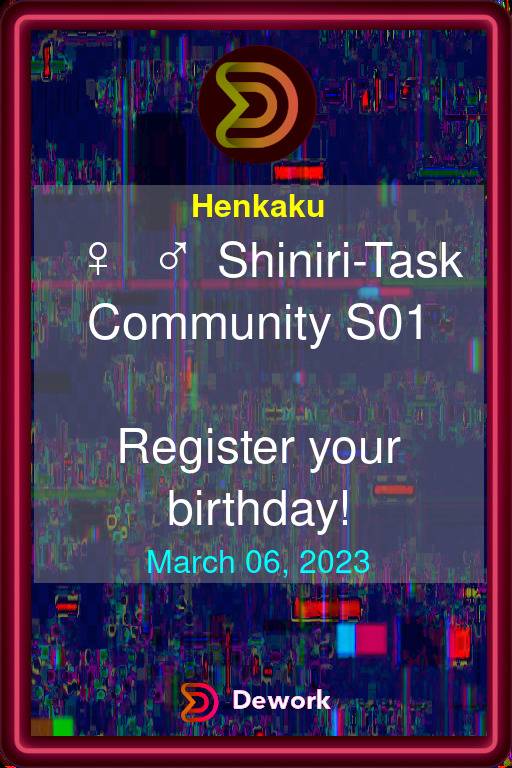 Henkaku
♀ ♂ Shiniri-Task
Community S01
Register your
birthday!
March 06, 2023
Dework